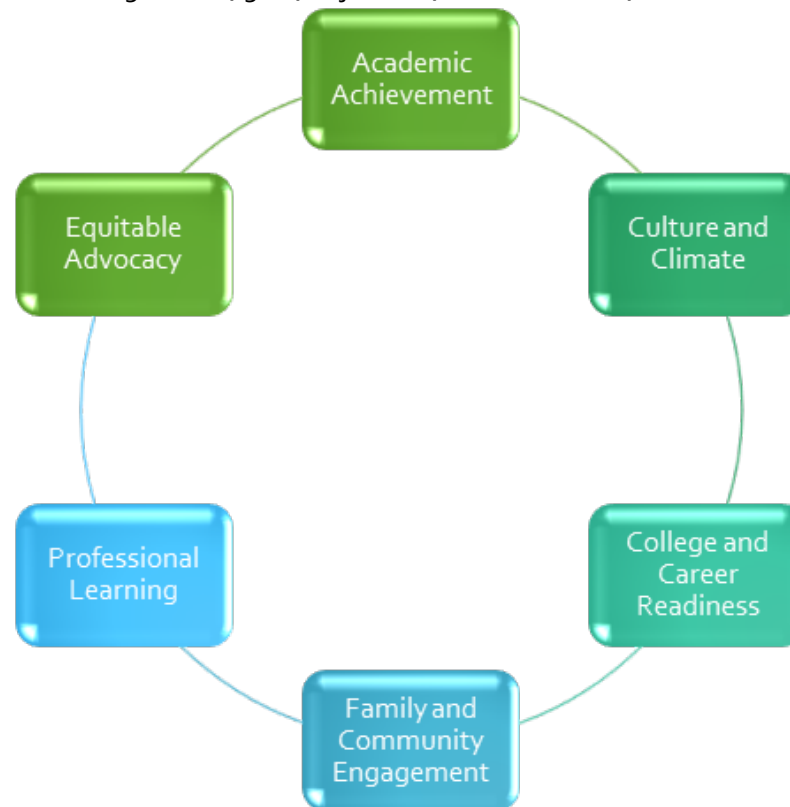 Academic
Achievement
Culture and
Climate
College and
Career
Readiness
Family and
Community
Engagement
Professional
Learning
Equitable
Advocacy